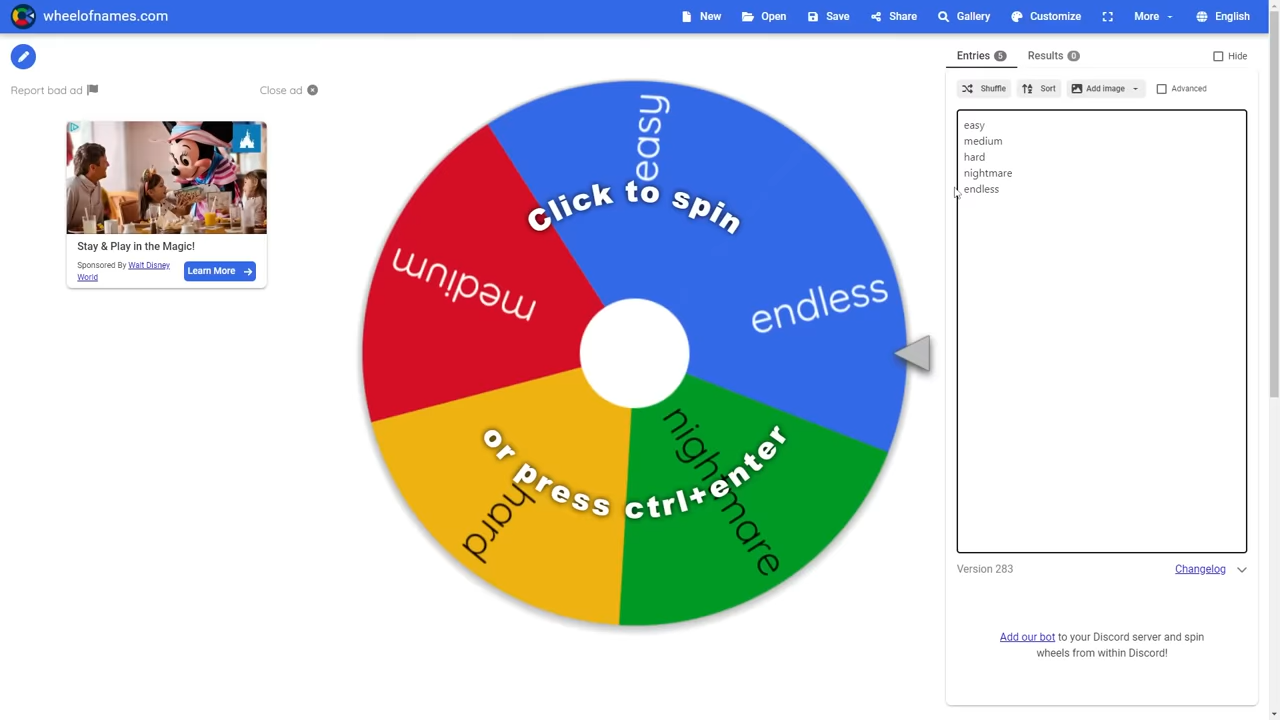 wheelofnames.com
New
Open
Save
Share
Gallery
Customize
More
English
Entries 5
Results 0
Hide
Report bad ad
Close ad
Shuffle
Sort
Add image
Advanced
easy
medium
hard
nightmare
endless
Stay & Play in the Magic!
Sponsored By Walt Disney
World
Learn More
easy
endless
nightmare
hard
medium
Click to spin
or press ctrl+enter
Version 283
Changelog
Add our bot to your Discord server and spin
wheels from within Discord!